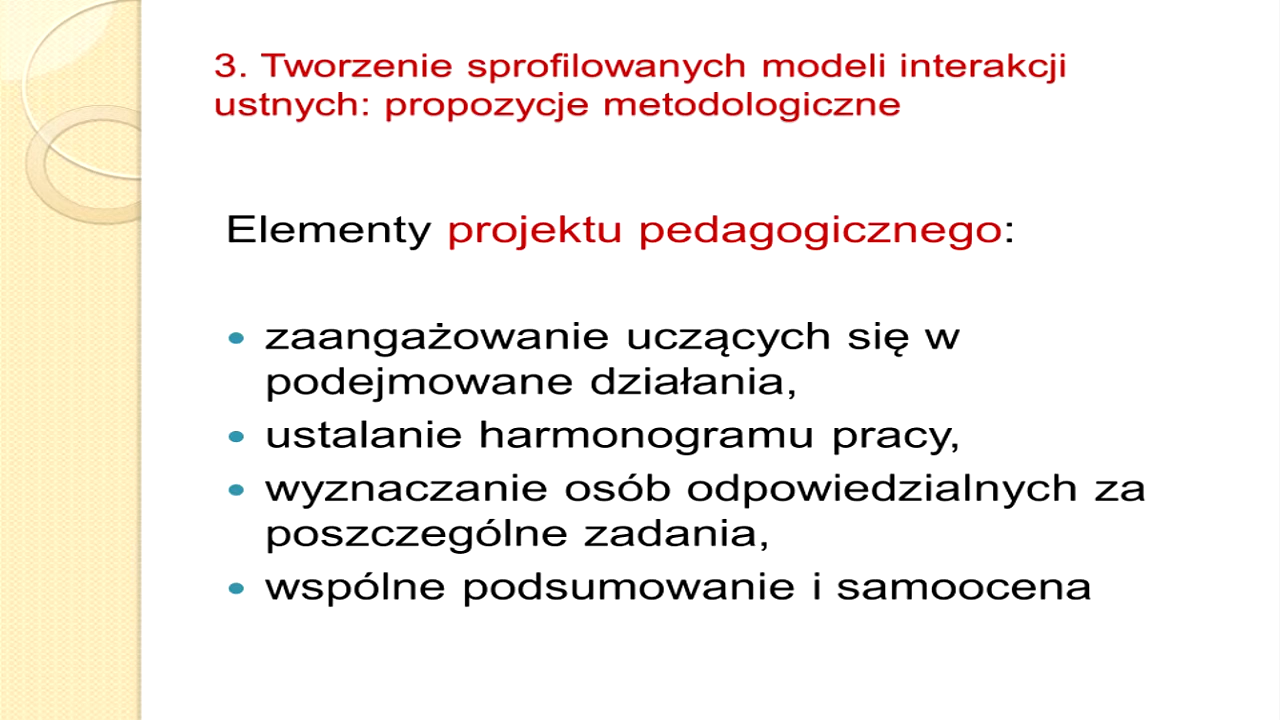 3. Tworzenie sprofilowanych modeli interakcji
ustnych: propozycje metodologiczne
Elementy projektu pedagogicznego:
• zaangażowanie uczących się w
podejmowane działania,
• ustalanie harmonogramu pracy,
• wyznaczanie osób odpowiedzialnych za
poszczególne zadania,
• wspólne podsumowanie i samoocena